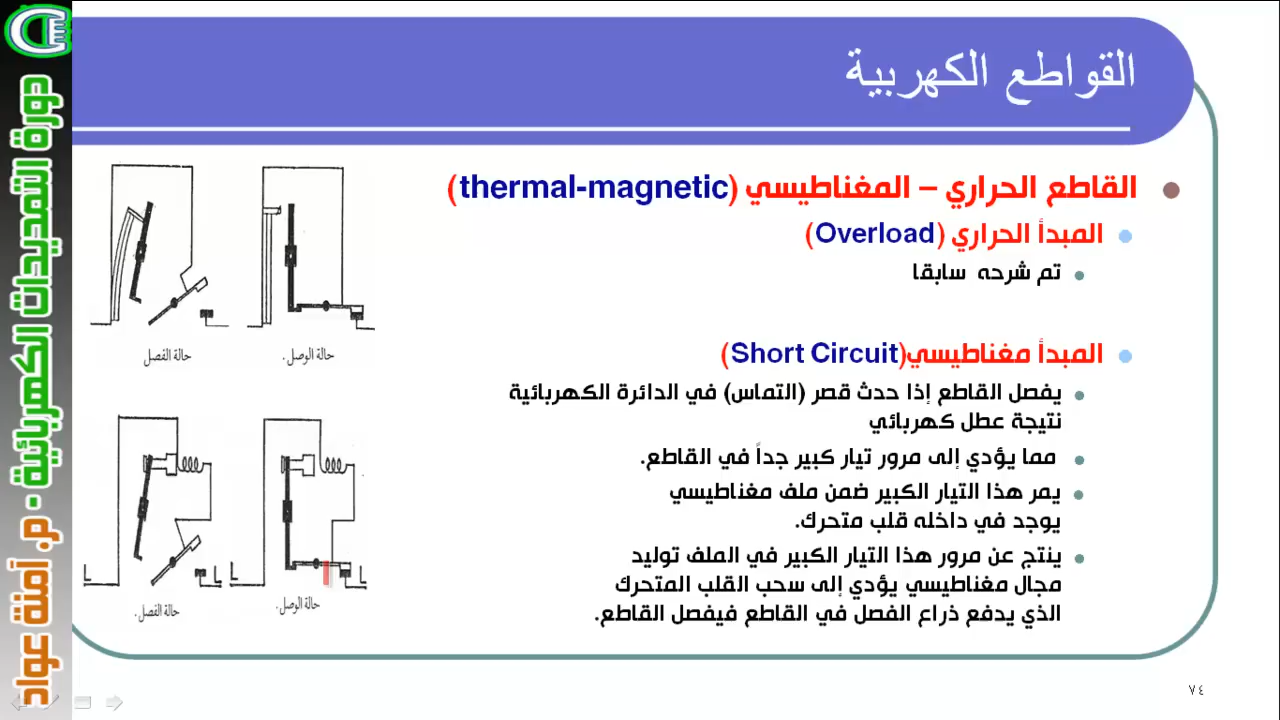 القواطع الكهربية
القاطع الحراري – المغناطيسي (thermal-magnetic)
المبدأ الحراري (Overload)
تم شرحه سابقا
المبدأ مغناطيسي(Short Circuit)
يفصل القاطع إذا حدث قصر (التماس) في الدائرة الكهربائية
نتيجة عطل كهربائي
مما يؤدي إلى مرور تيار كبير جداً في القاطع.
يمر هذا التيار الكبير ضمن ملف مغناطيسي
يوجد في داخله قلب متحرك.
ينتج عن مرور هذا التيار الكبير في الملف توليد
مجال مغناطيسي يؤدي إلى سحب القلب المتحرك
الذي يدفع ذراع الفصل في القاطع فيفصل القاطع.
حالة الوصل.
حالة الفصل
L L
L L
حالة الوصل.
حالة الفصل.
دورة التمديدات الكهربائية - م. آمنة عواد
CE
٧٤